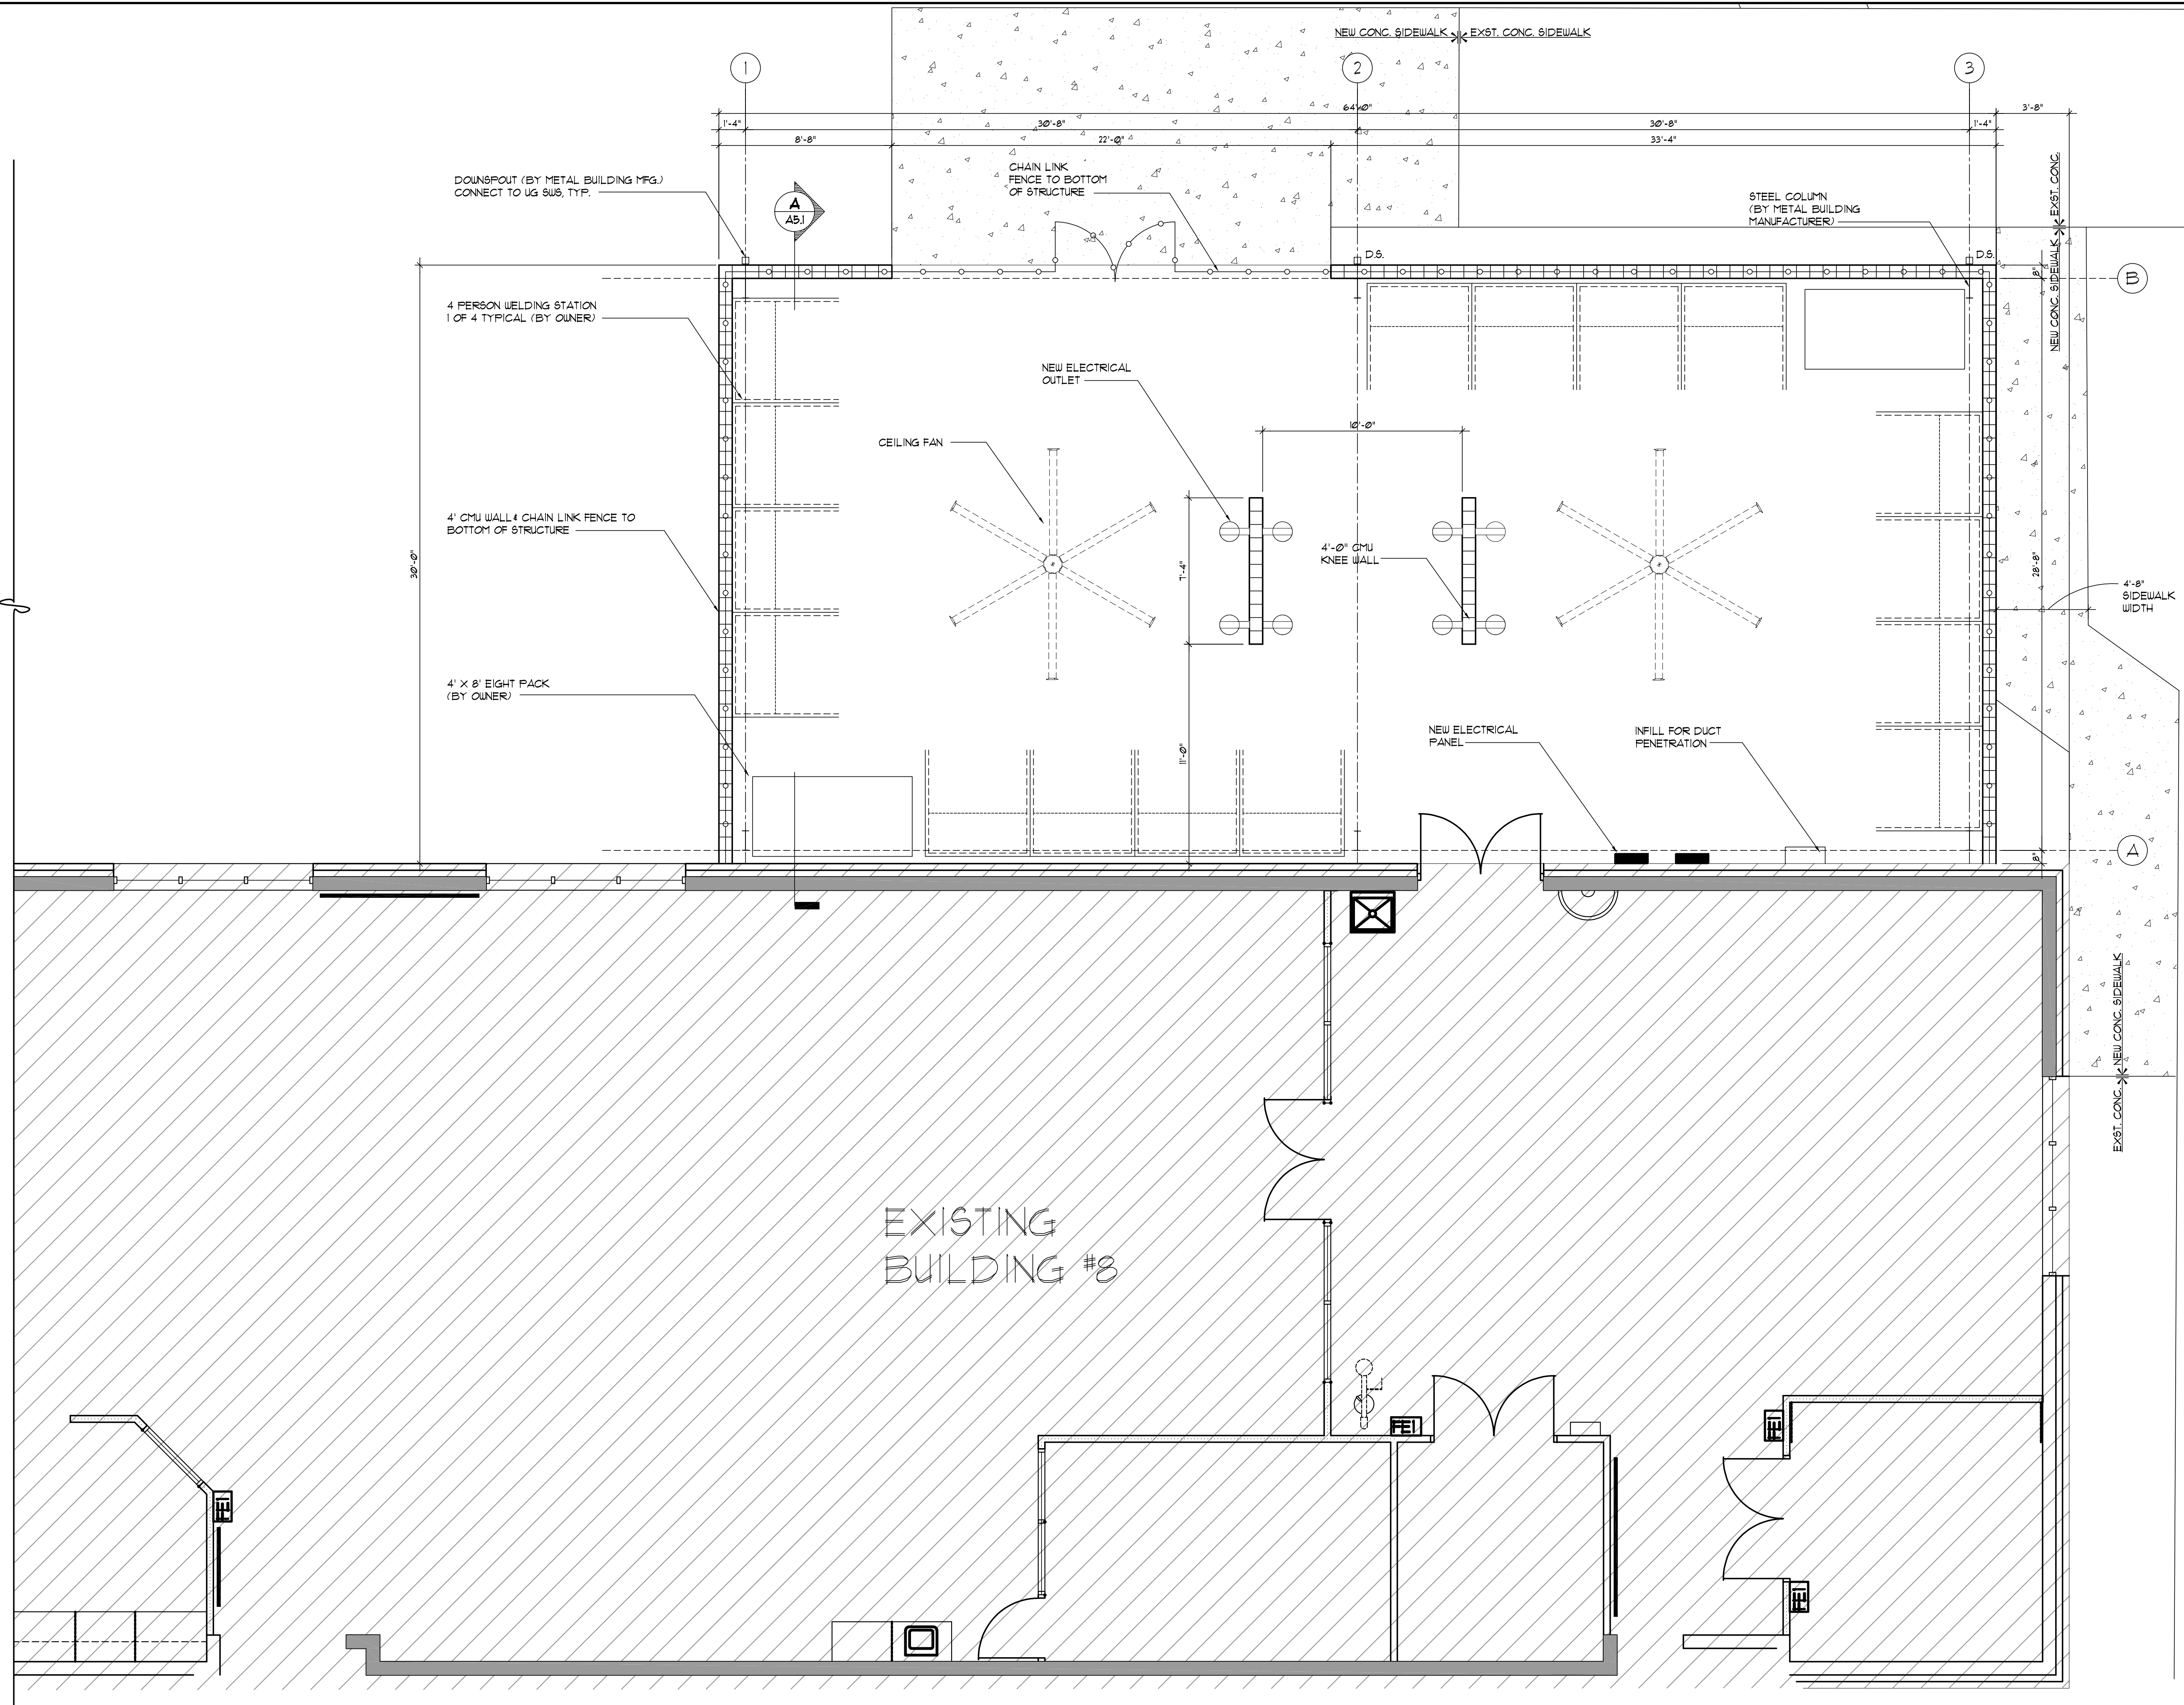 NEW CONC. SIDEWALK EXST. CONC. SIDEWALK
1 2 3
64'-0" 3'-8"
1'-4" 30'-8" 30'-8" 1'-4"
8'-8" 22'-0" 33'-4"
DOWNSPOUT (BY METAL BUILDING MFG.)
CONNECT TO UG SWS, TYP.
A
A5.1
CHAIN LINK
FENCE TO BOTTOM
OF STRUCTURE
STEEL COLUMN
(BY METAL BUILDING
MANUFACTURER)
NEW CONC. SIDEWALK EXST. CONC.
D.S.
D.S.
8"
B
4 PERSON WELDING STATION
1 OF 4 TYPICAL (BY OWNER)
NEW ELECTRICAL
OUTLET
CEILING FAN
10'-0"
4' CMU WALL & CHAIN LINK FENCE TO
BOTTOM OF STRUCTURE
30'-0"
7'-4"
4'-0" CMU
KNEE WALL
28'-8"
4'-8"
SIDEWALK
WIDTH
4' X 8' EIGHT PACK
(BY OWNER)
11'-0"
NEW ELECTRICAL
PANEL
INFILL FOR DUCT
PENETRATION
A
8"
EXST. CONC. NEW CONC. SIDEWALK
EXISTING
BUILDING #8
FE1
FE1
FE1
FE1